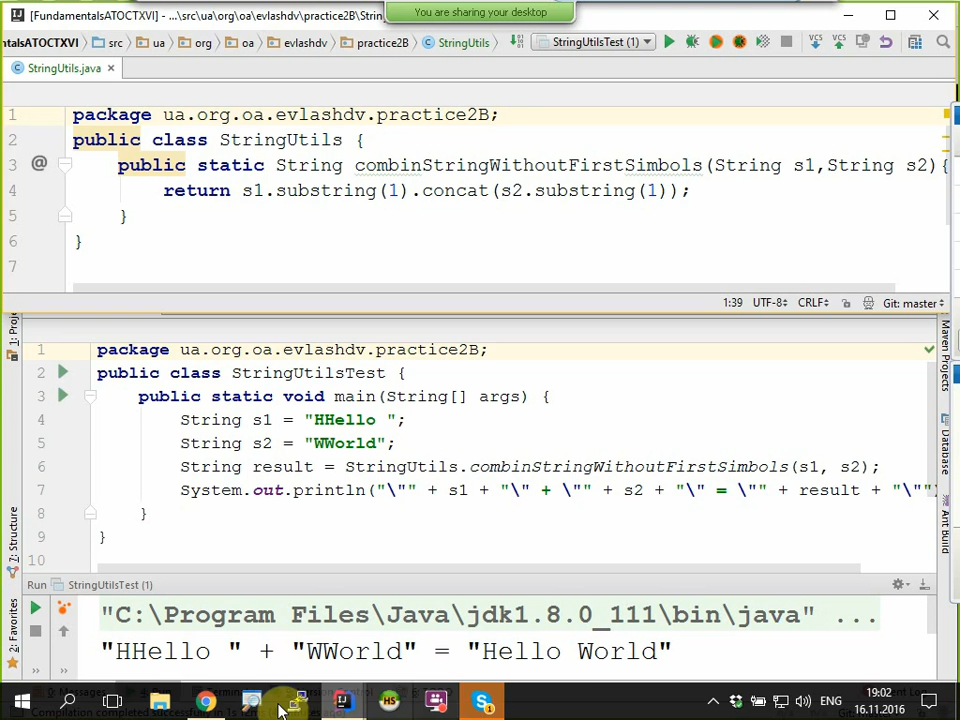 You are sharing your desktop
[FundamentalsATOCTXVI] - ...\src\ua\org\oa\evlashdv\practice2B\Strin
ntalsATOCTXVI src ua org oa evlashdv practice2B StringUtils StringUtilsTest (1)
StringUtils.java
1 package ua.org.oa.evlashdv.practice2B;
2 public class StringUtils {
3 @ public static String combinStringWithoutFirstSimbols(String s1,String s2){
4 return s1.substring(1).concat(s2.substring(1));
5 }
6 }
7
1:39 UTF-8 CRLF Git: master
1 package ua.org.oa.evlashdv.practice2B;
2 public class StringUtilsTest {
3 public static void main(String[] args) {
4 String s1 = "HHello ";
5 String s2 = "WWorld";
6 String result = StringUtils.combinStringWithoutFirstSimbols(s1, s2);
7 System.out.println("\"" + s1 + "\" + \"" + s2 + "\" = \"" + result + "\"")
8 }
9 }
10
1: Proj
7: Structure
2: Favorites
Maven Projects
Database
Ant Build
Run StringUtilsTest (1)
"C:\Program Files\Java\jdk1.8.0_111\bin\java" ...
"HHello " + "WWorld" = "Hello World"
ENG
19:02
16.11.2016